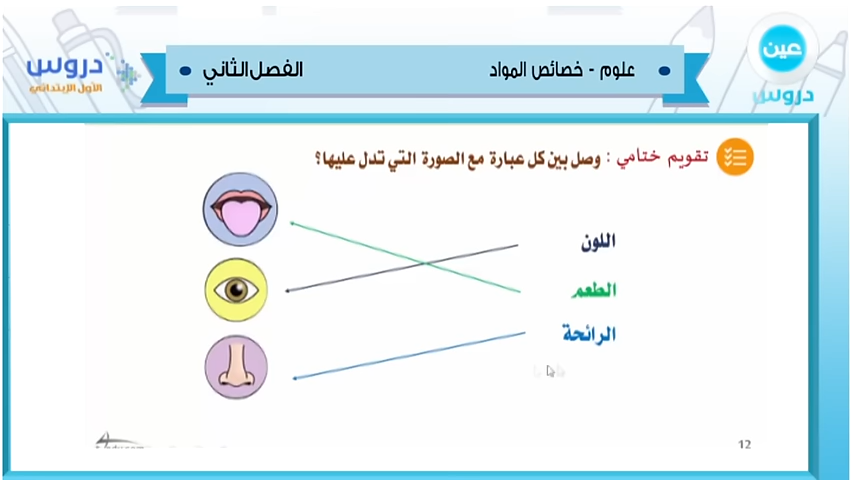 عين
دروس
علوم - خصائص المواد
الفصل الثاني
دروس
الأول الإبتدائي
تقويم ختامي : وصل بين كل عبارة مع الصورة التي تدل عليها؟
اللون
الطعم
الرائحة
12